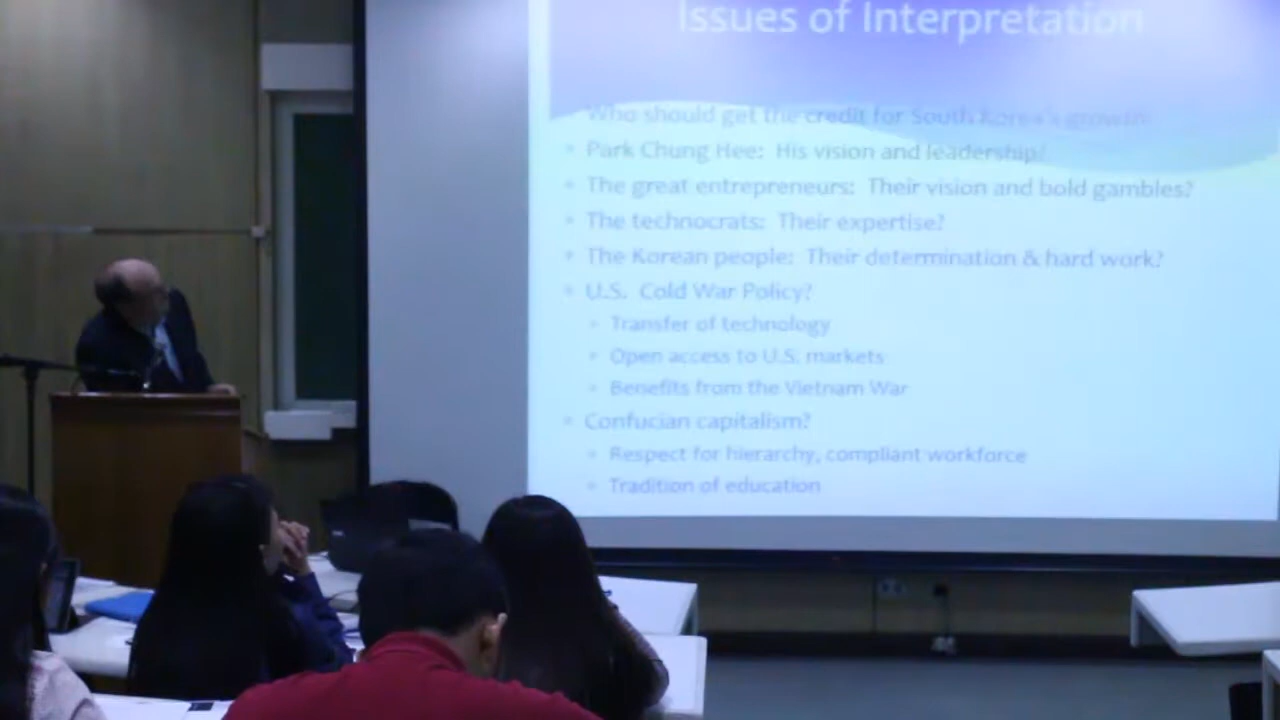 Issues of Interpretation
Who should get the credit for South Korea's growth?
Park Chung Hee: His vision and leadership?
The great entrepreneurs: Their vision and bold gambles?
The technocrats: Their expertise?
The Korean people: Their determination & hard work?
U.S. Cold War Policy?
Transfer of technology
Open access to U.S. markets
Benefits from the Vietnam War
Confucian capitalism?
Respect for hierarchy, compliant workforce
Tradition of education